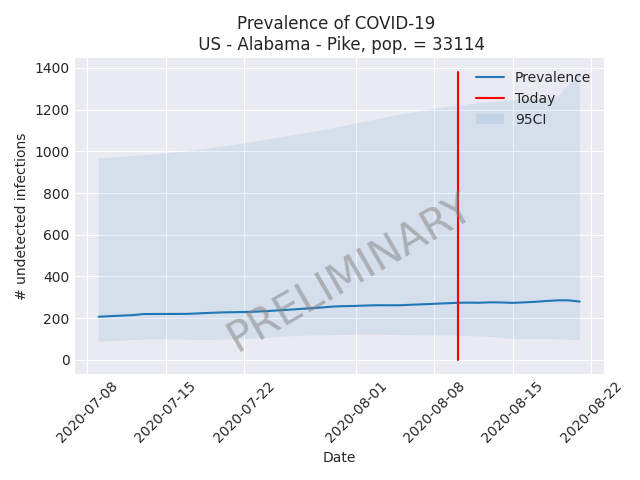 Prevalence of COVID-19
US - Alabama - Pike, pop. = 33114
1400
1200
1000
800
600
400
200
0
# undetected infections
Prevalence
Today
95CI
PRELIMINARY
2020-07-08
2020-07-15
2020-07-22
2020-08-01
2020-08-08
2020-08-15
2020-08-22
Date